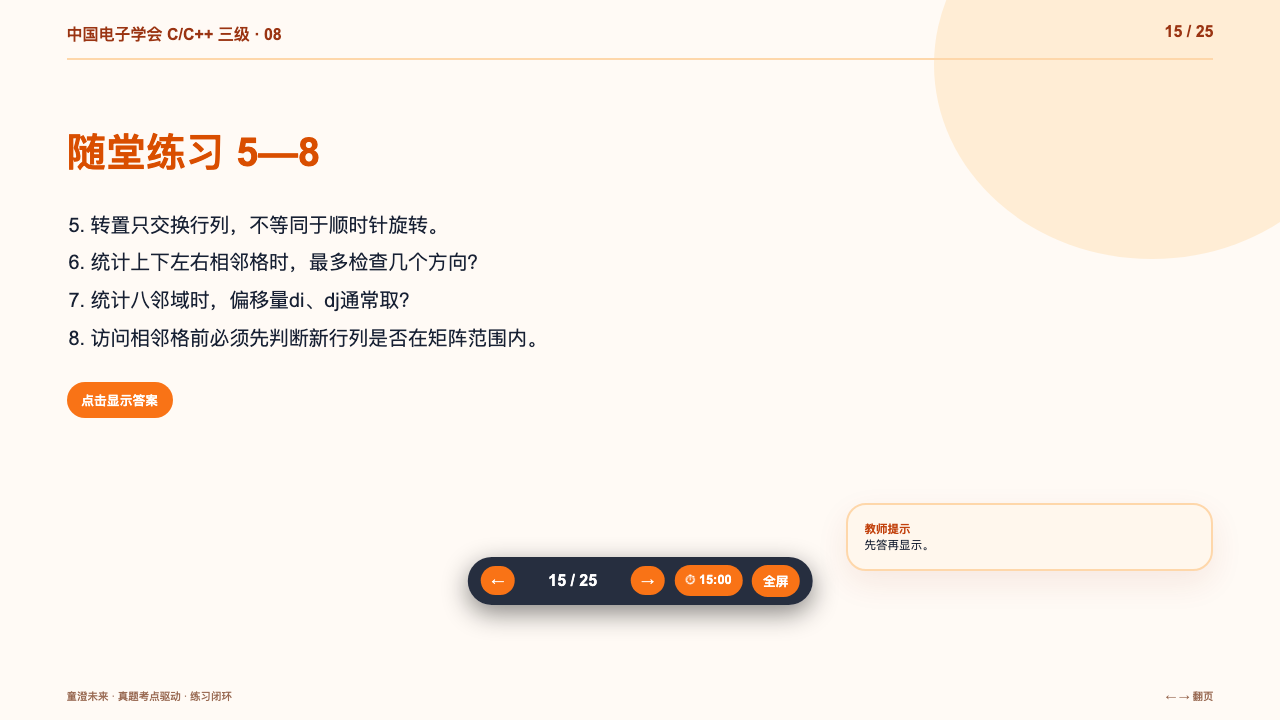 中国电子学会 C/C++ 三级 · 08
15 / 25
随堂练习 5—8
5. 转置只交换行列，不等同于顺时针旋转。
6. 统计上下左右相邻格时，最多检查几个方向?
7. 统计八邻域时，偏移量di、dj通常取?
8. 访问相邻格前必须先判断新行列是否在矩阵范围内。
点击显示答案
教师提示
先答再显示。
← 15 / 25 → ⏱ 15:00 全屏
童澄未来 · 真题考点驱动 · 练习闭环
←→ 翻页